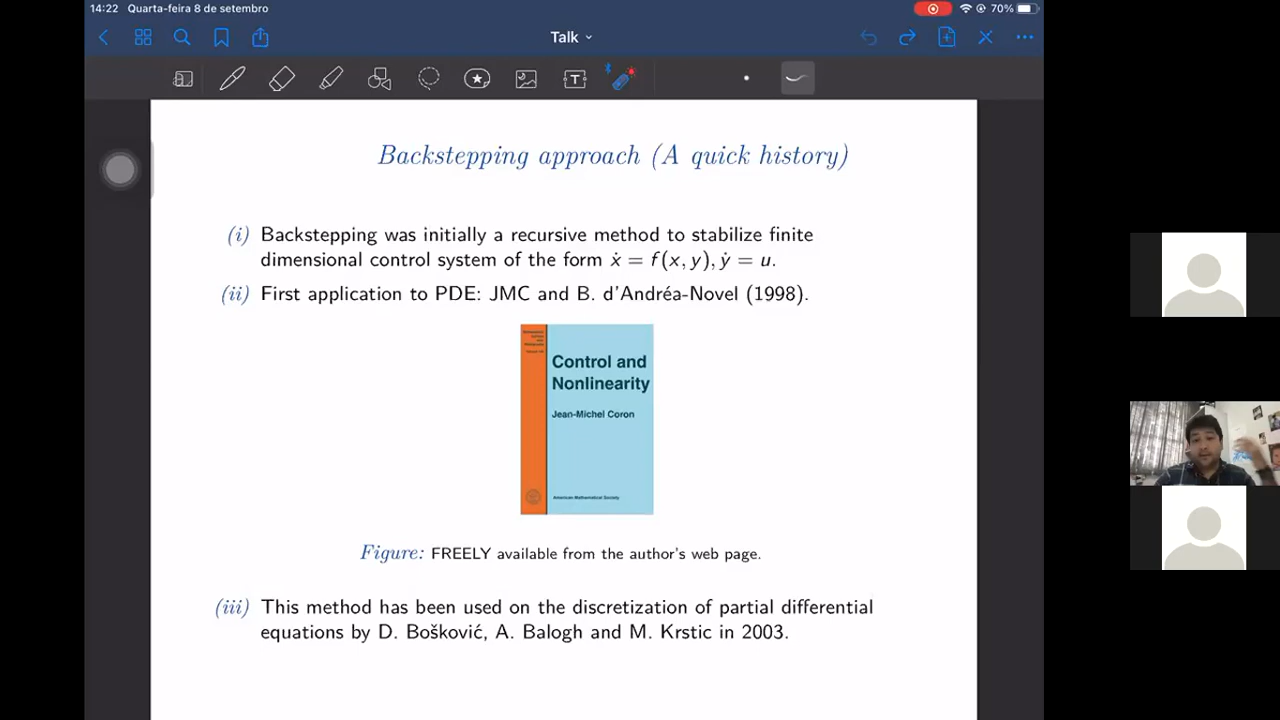 14:22 Quarta-feira 8 de setembro
70%
Talk
T
Backstepping approach (A quick history)
(i) Backstepping was initially a recursive method to stabilize finite
dimensional control system of the form ẋ = f(x, y), ẏ = u.
(ii) First application to PDE: JMC and B. d'Andréa-Novel (1998).
Control and
Nonlinearity
Jean-Michel Coron
American Mathematical Society
Figure: FREELY available from the author's web page.
(iii) This method has been used on the discretization of partial differential
equations by D. Bošković, A. Balogh and M. Krstic in 2003.